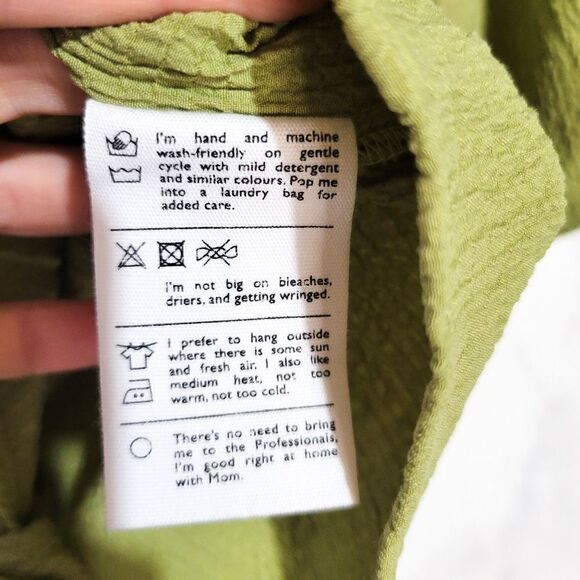 I'm hand and machine
wash-friendly on gentle
cycle with mild detergent
and similar colours. Pop me
into a laundry bag for
added care.
I'm not big on bleaches,
driers, and getting wringed.
I prefer to hang outside
where there is some sun
and fresh air. I also like
medium heat, not too
warm, not too cold.
There's no need to bring
me to the Professionals,
I'm good right at home
with Mom.